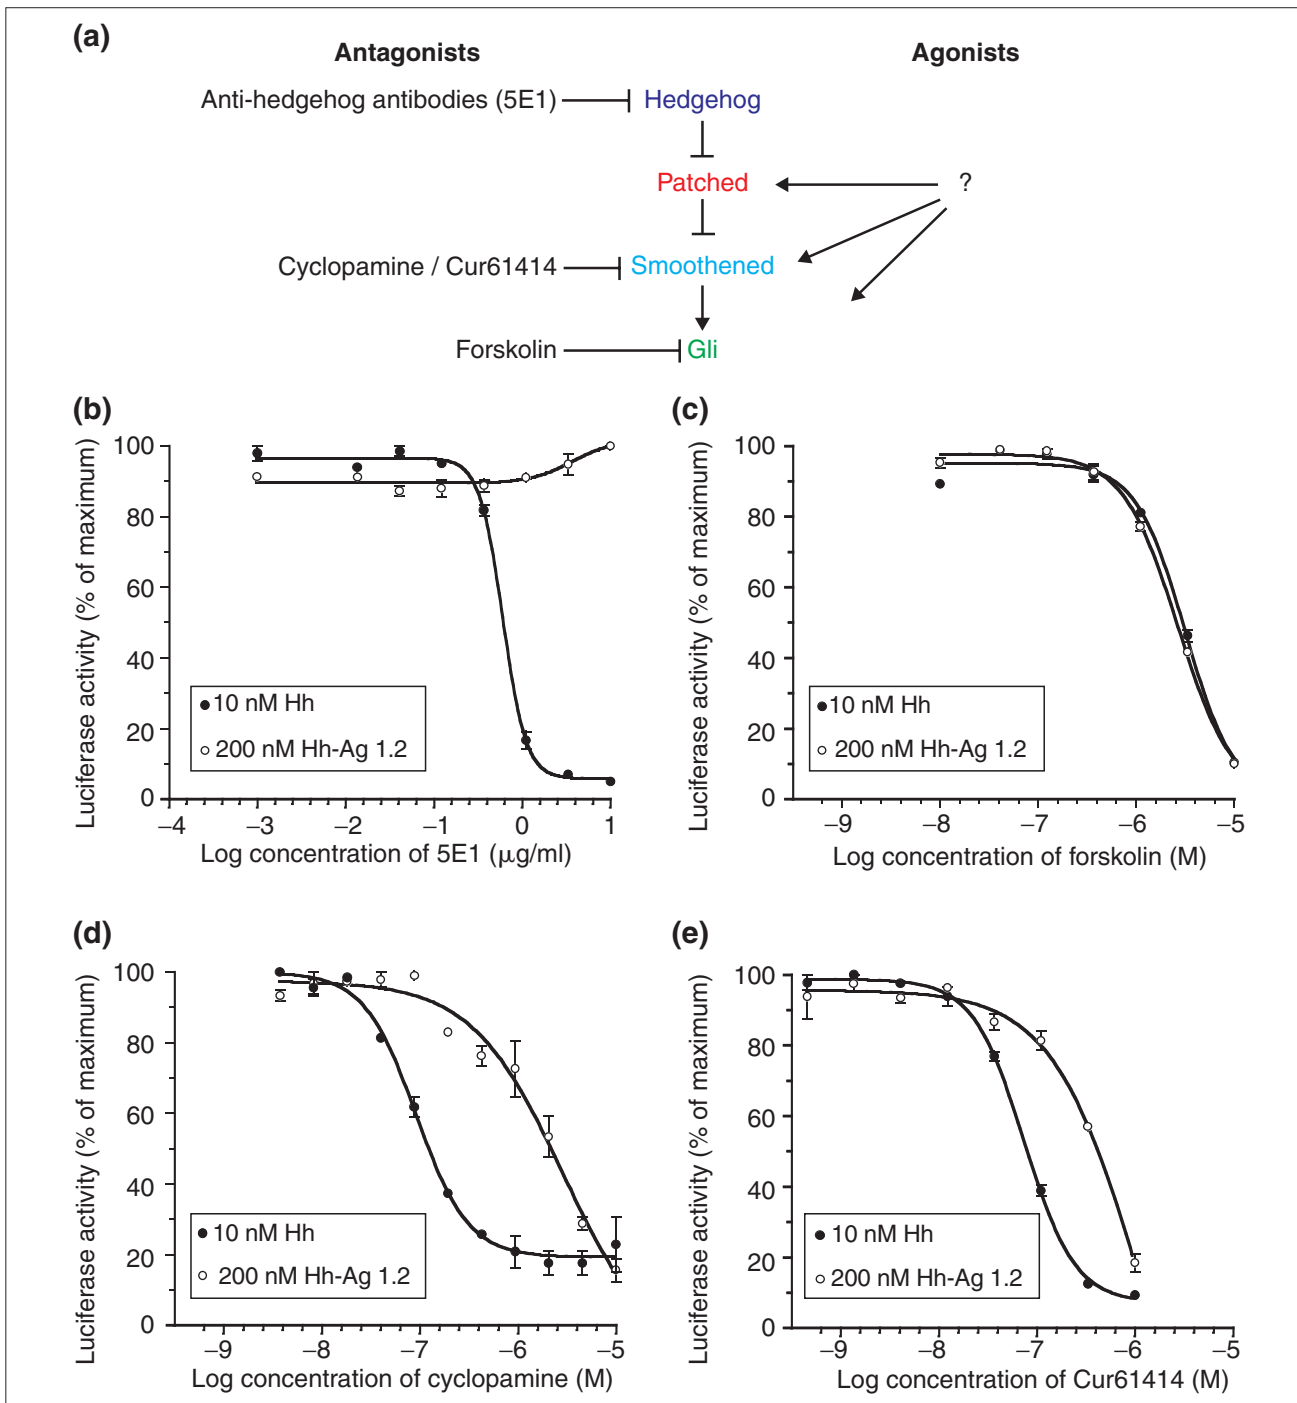 (a)
Antagonists
Agonists
Anti-hedgehog antibodies (5E1)
Hedgehog
Patched
?
Cyclopamine / Cur61414
Smoothened
Forskolin
Gli
(b)
Luciferase activity (% of maximum)
100
80
60
40
20
0
10 nM Hh
200 nM Hh-Ag 1.2
–4
–3
–2
–1
0
1
Log concentration of 5E1 (μg/ml)
(c)
Luciferase activity (% of maximum)
100
80
60
40
20
0
10 nM Hh
200 nM Hh-Ag 1.2
–9
–8
–7
–6
–5
Log concentration of forskolin (M)
(d)
Luciferase activity (% of maximum)
100
80
60
40
20
0
10 nM Hh
200 nM Hh-Ag 1.2
–9
–8
–7
–6
–5
Log concentration of cyclopamine (M)
(e)
Luciferase activity (% of maximum)
100
80
60
40
20
0
10 nM Hh
200 nM Hh-Ag 1.2
–9
–8
–7
–6
–5
Log concentration of Cur61414 (M)